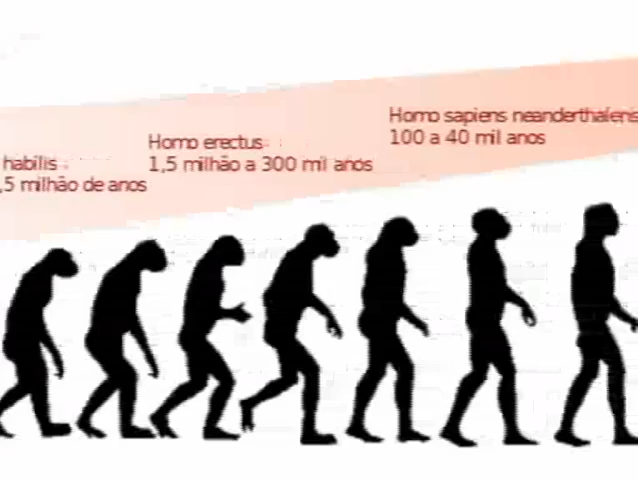 habilis
,5 milhão de anos
Homo erectus
1,5 milhão a 300 mil anos
Homo sapiens neanderthalens
100 a 40 mil anos